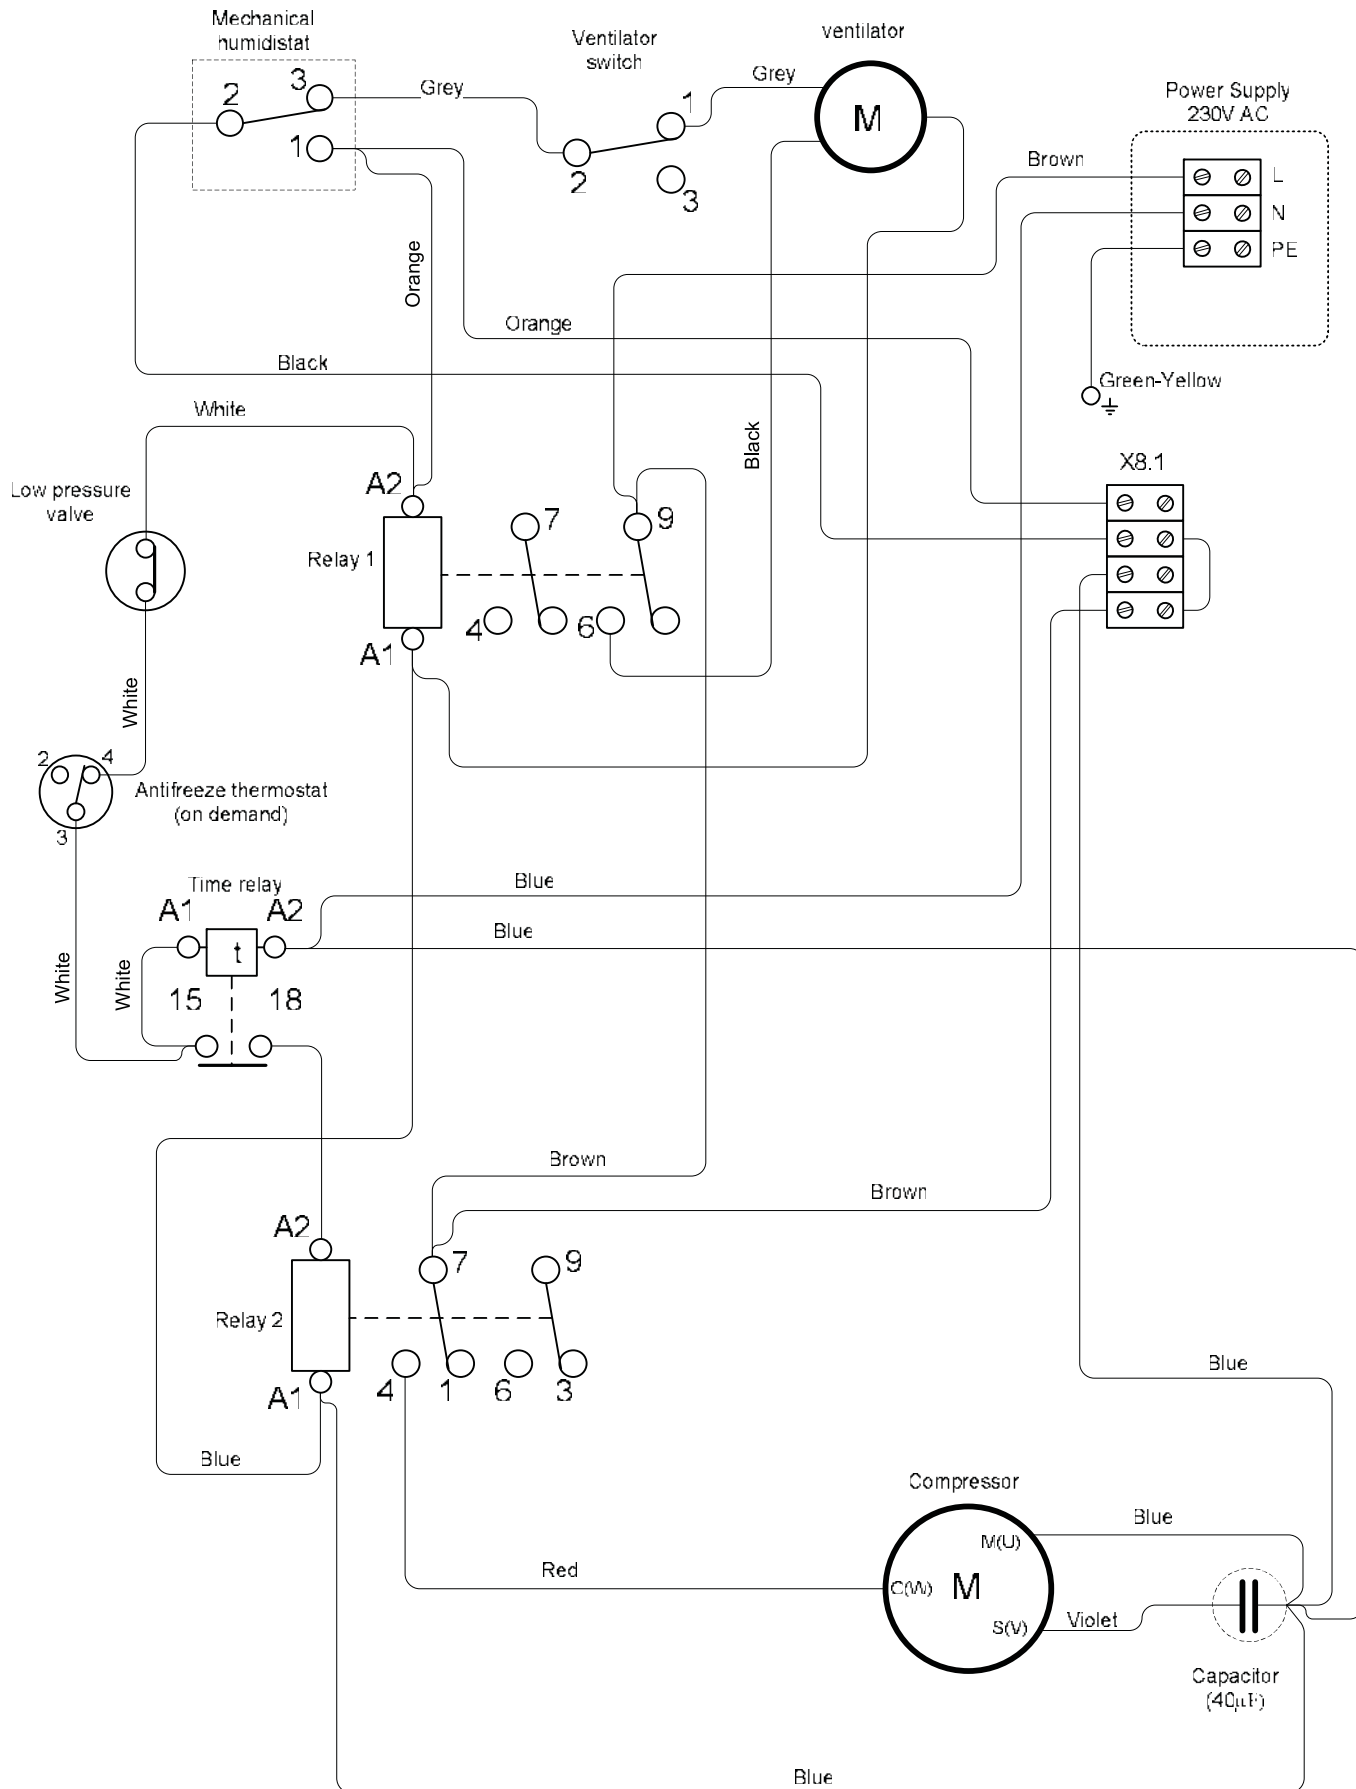 Mechanical
humidistat
Ventilator
switch
ventilator
Power Supply
230V AC
2
3
1
Grey
2
1
3
Grey
M
Brown
L
N
PE
Orange
Orange
Black
Green-Yellow
White
Black
X8.1
Low pressure
valve
A2
Relay 1
A1
7
9
4
6
White
2
4
3
Antifreeze thermostat
(on demand)
Time relay
A1
A2
t
15
18
White
White
Blue
Blue
Brown
Brown
A2
Relay 2
A1
7
9
4
1
6
3
Blue
Blue
Compressor
M(U)
C(W)
M
S(V)
Red
Blue
Violet
Capacitor
(40µF)
Blue